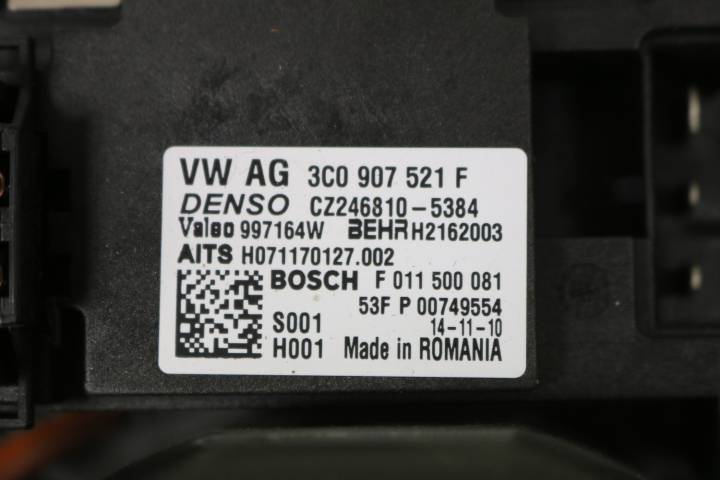 VW AG 3C0 907 521 F
DENSO CZ246810-5384
Valeo 997164W BEHR H2162003
AITS H071170127.002
BOSCH F 011 500 081
53F P 00749554
S001 14-11-10
H001 Made in ROMANIA